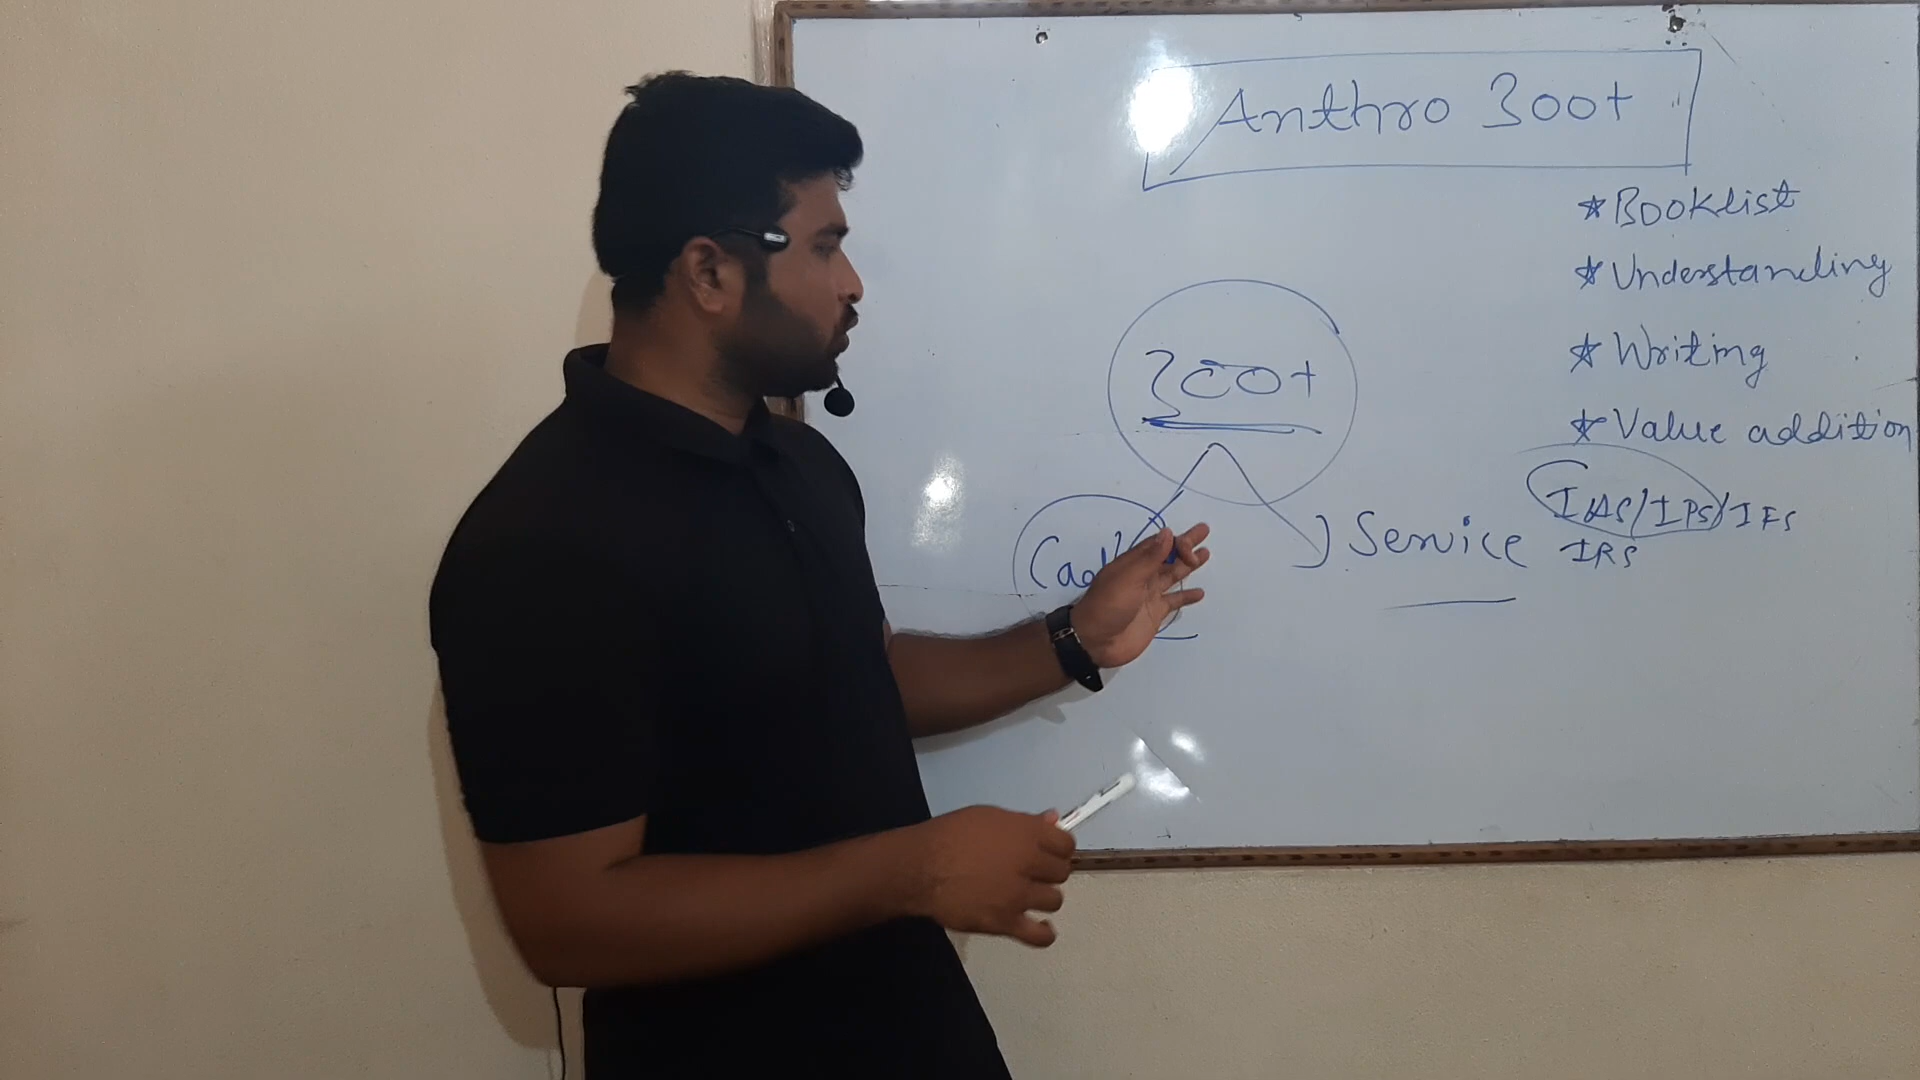 Anthro 300+
* Booklist
* Understanding
* Writing
* Value addition
300+
Service
IAS/IPS/IFS
IRS